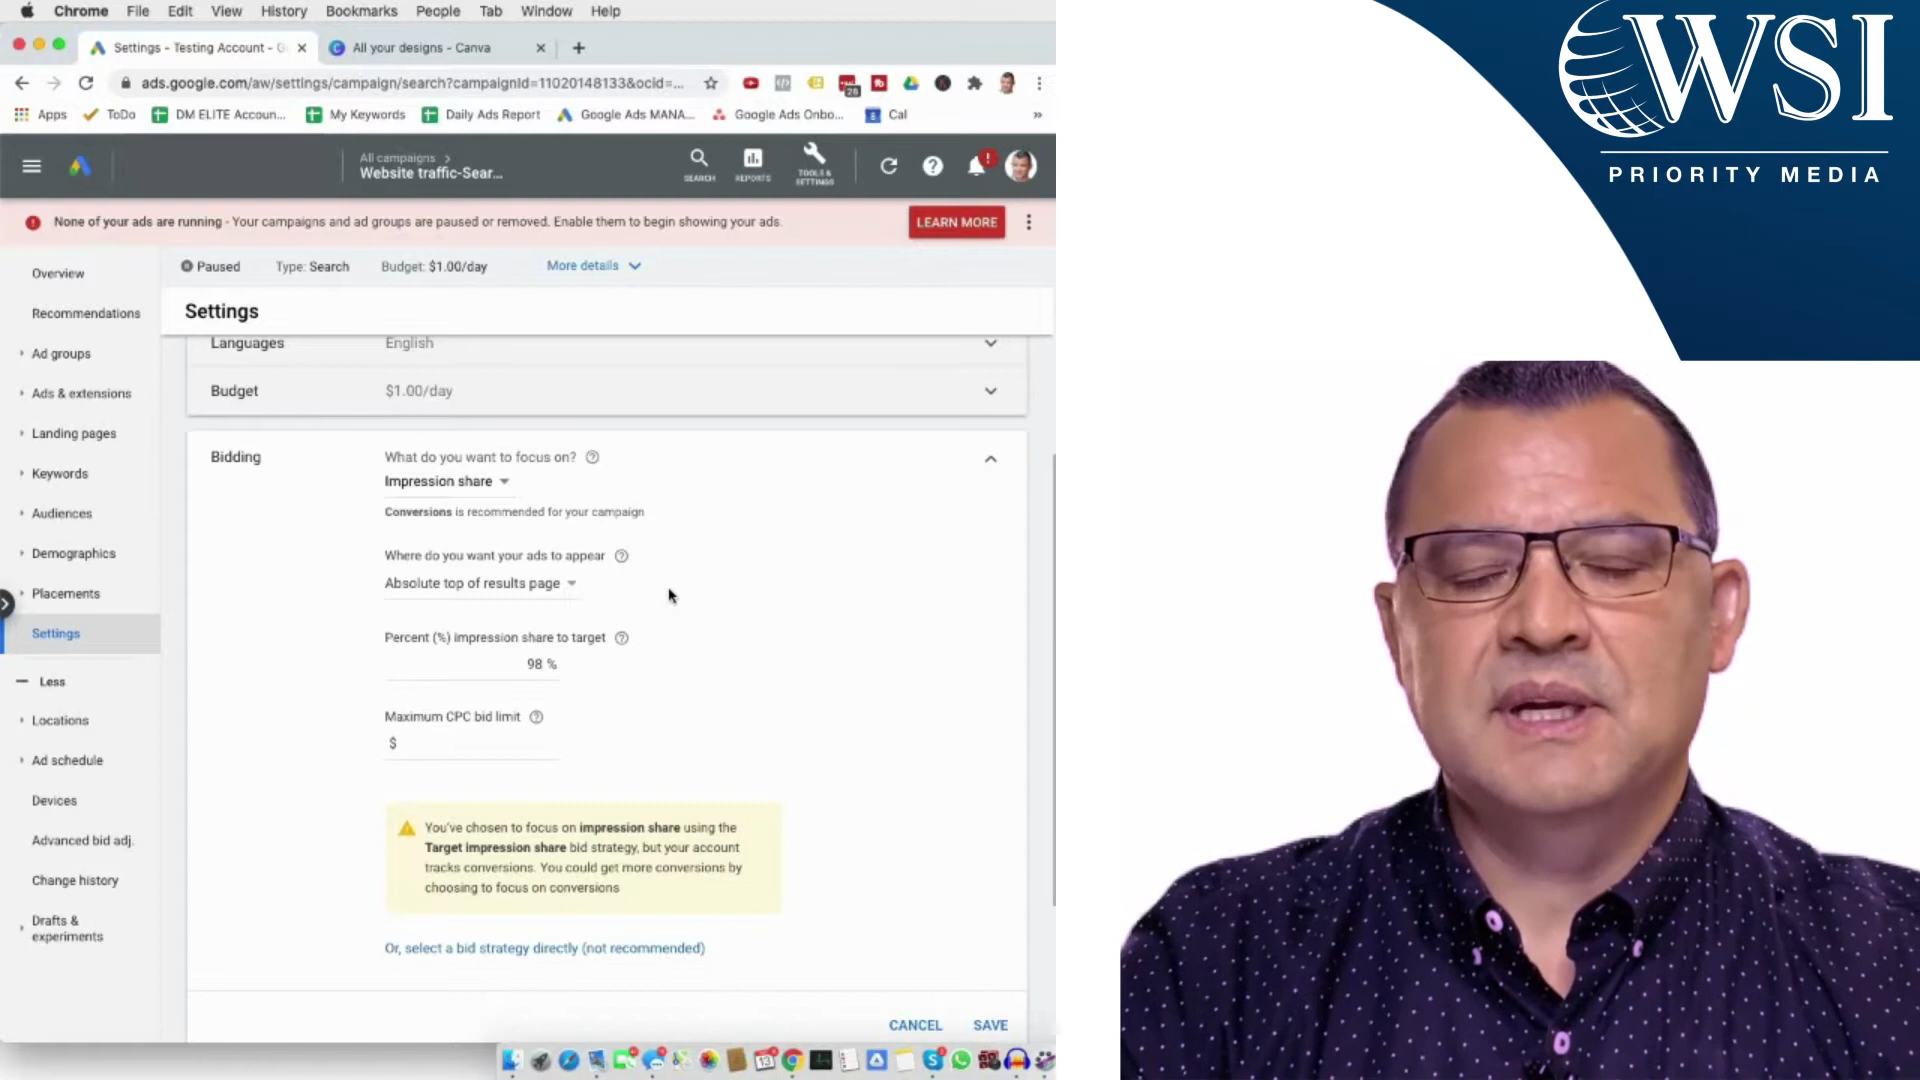 Chrome File Edit View History Bookmarks People Tab Window Help
Settings - Testing Account - G
All your designs - Canva
ads.google.com/aw/settings/campaign/search?campaignId=11020148133&ocid=...
Apps ToDo DM ELITE Accoun... My Keywords Daily Ads Report Google Ads MANA... Google Ads Onbo... Cal »
All campaigns >
Website traffic-Sear...
SEARCH REPORTS TOOLS & SETTINGS
None of your ads are running - Your campaigns and ad groups are paused or removed. Enable them to begin showing your ads.
LEARN MORE
Paused Type: Search Budget: $1.00/day More details
Settings
Overview
Recommendations
Ad groups
Ads & extensions
Landing pages
Keywords
Audiences
Demographics
Placements
Settings
Less
Locations
Ad schedule
Devices
Advanced bid adj.
Change history
Drafts &
experiments
Languages English
Budget $1.00/day
Bidding
What do you want to focus on?
Impression share
Conversions is recommended for your campaign
Where do you want your ads to appear
Absolute top of results page
Percent (%) impression share to target
98 %
Maximum CPC bid limit
$
You've chosen to focus on impression share using the
Target impression share bid strategy, but your account
tracks conversions. You could get more conversions by
choosing to focus on conversions
Or, select a bid strategy directly (not recommended)
CANCEL SAVE
WSI
PRIORITY MEDIA